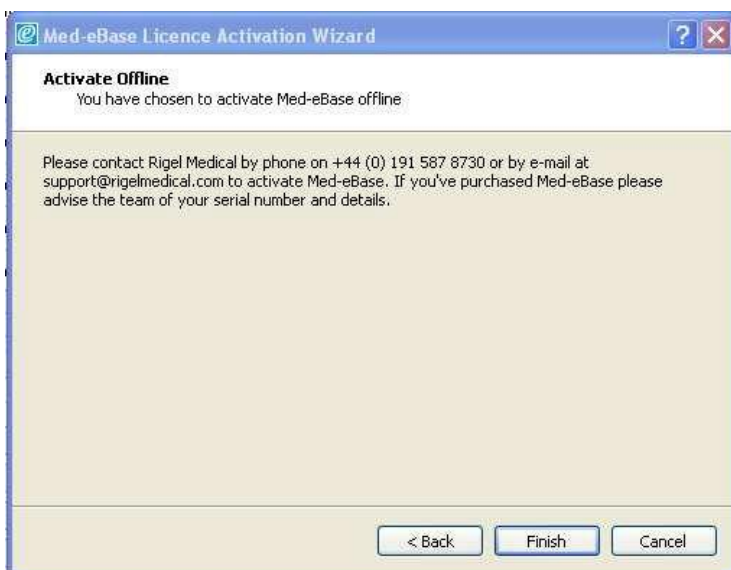 Med-eBase Licence Activation Wizard
Activate Offline
You have chosen to activate Med-eBase offline
Please contact Rigel Medical by phone on +44 (0) 191 587 8730 or by e-mail at
support@rigelmedical.com to activate Med-eBase. If you've purchased Med-eBase please
advise the team of your serial number and details.
< Back Finish Cancel